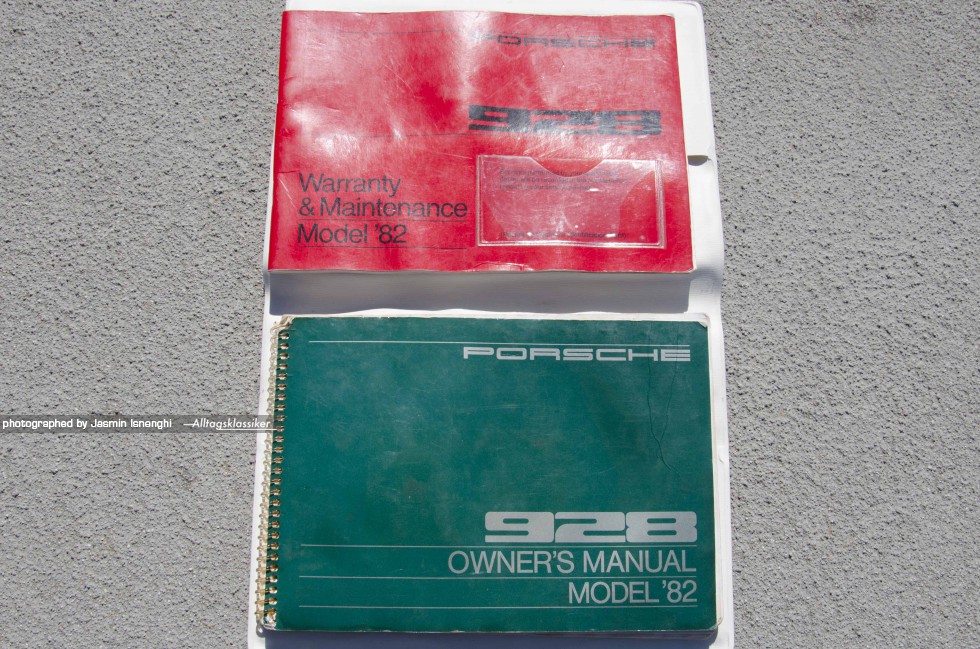 PORSCHE
928
Warranty
& Maintenance
Model '82
PORSCHE
photographed by Jasmin Isnenghi —Alltagsklassiker
928
OWNER'S MANUAL
MODEL '82